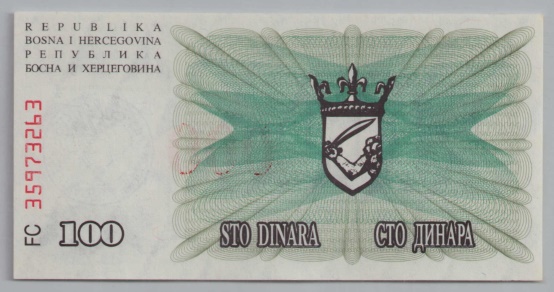 REPUBLIKA
BOSNA I HERCEGOVINA
РЕПУБЛИКА
БОСНА И ХЕРЦЕГОВИНА
FC 35973263
100
STO DINARA
СТО ДИНАРА